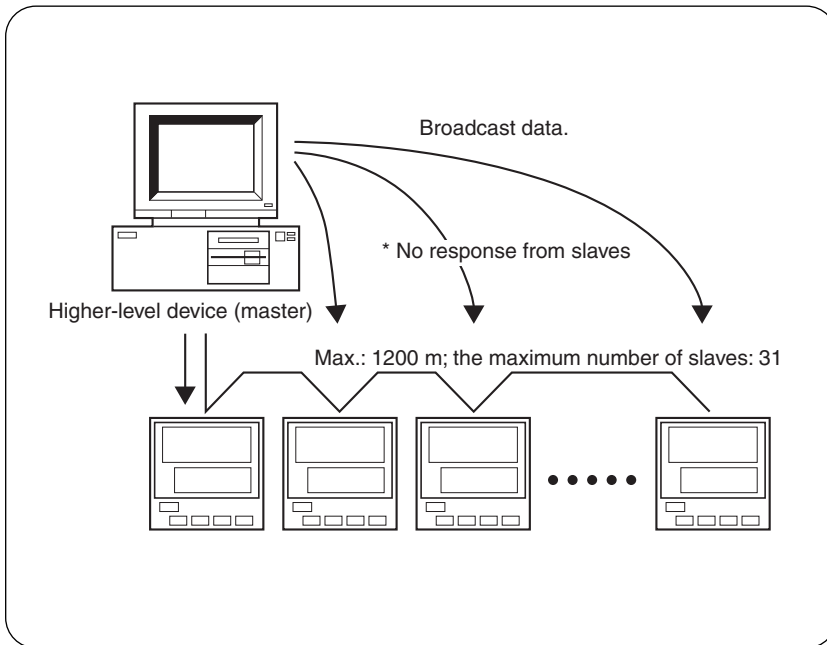 Broadcast data.
* No response from slaves
Higher-level device (master)
Max.: 1200 m; the maximum number of slaves: 31